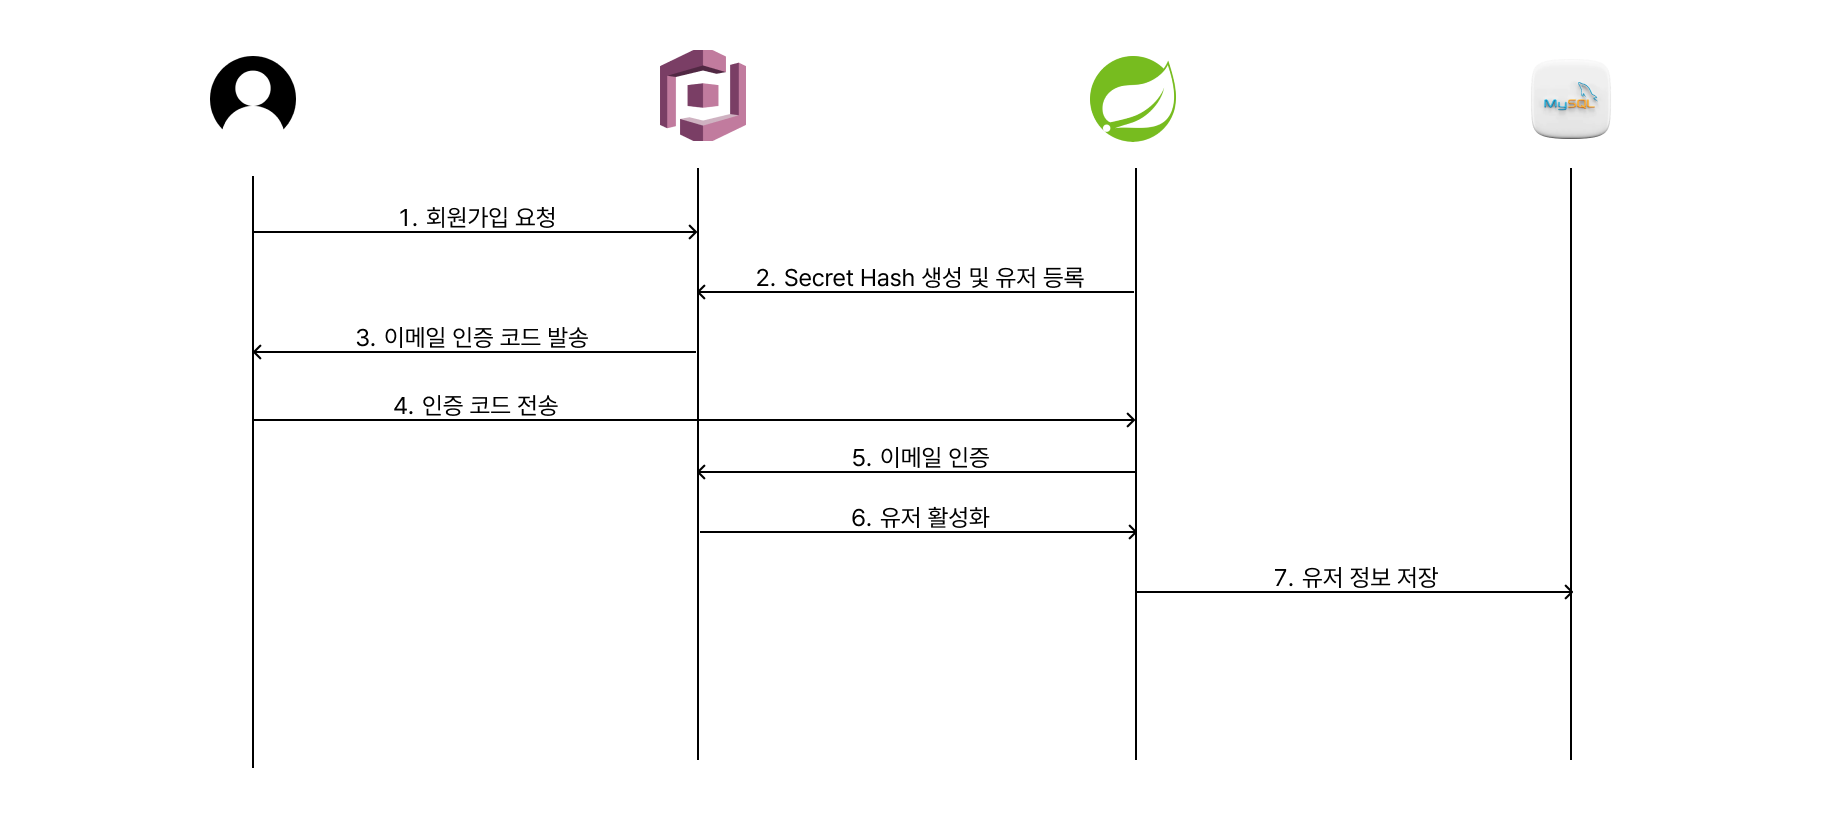 MySQL
1. 회원가입 요청
2. Secret Hash 생성 및 유저 등록
3. 이메일 인증 코드 발송
4. 인증 코드 전송
5. 이메일 인증
6. 유저 활성화
7. 유저 정보 저장